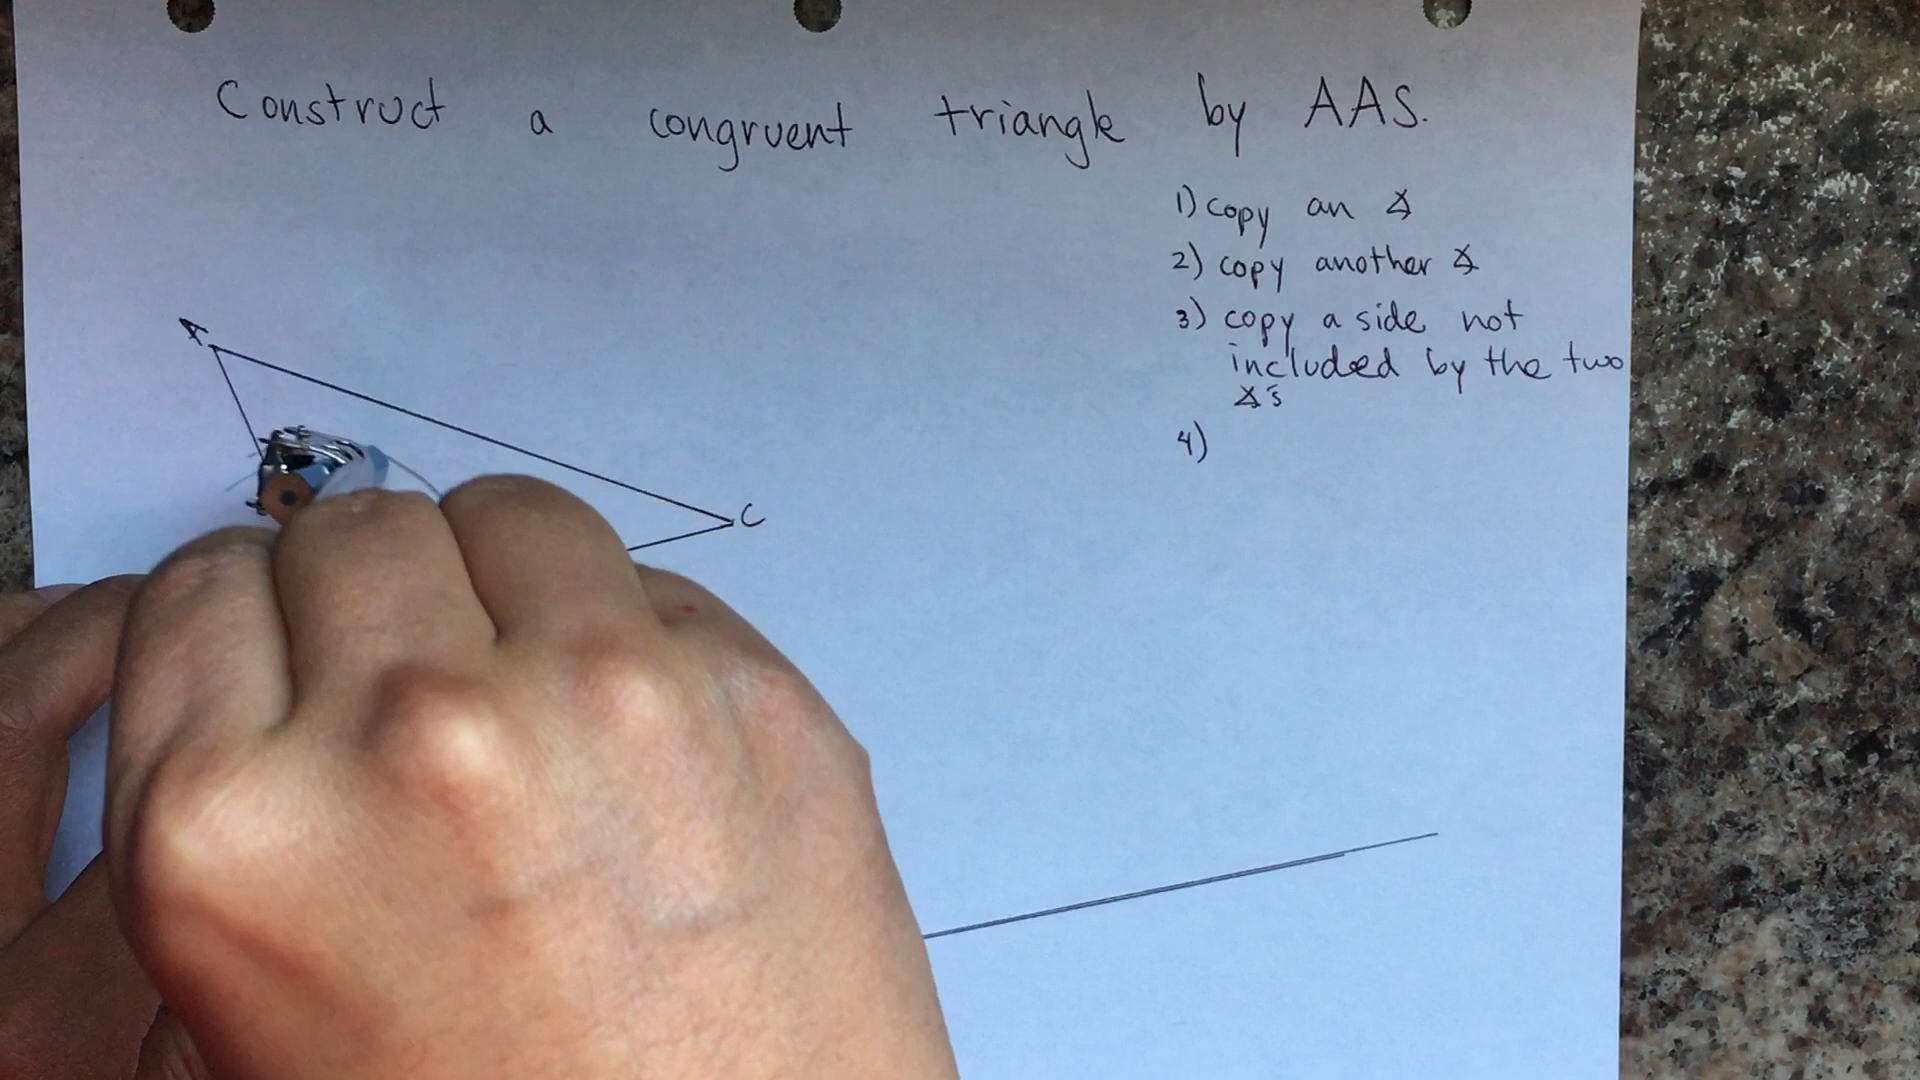 Construct a congruent triangle by AAS.
1) copy an ∡
2) copy another ∡
3) copy a side not
included by the two
∡'s
4)
A
C